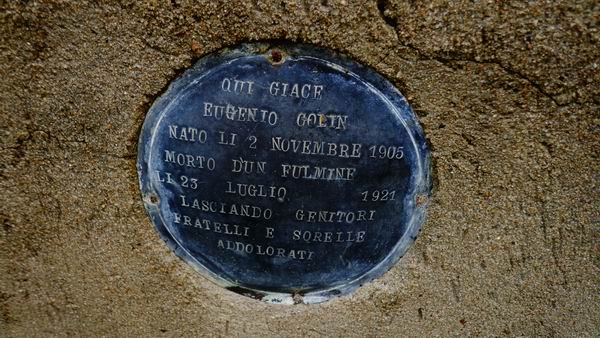 QUI GIACE
EUGENIO COLIN
NATO LI 2 NOVEMBRE 1905
MORTO D'UN FULMINE
LI 23 LUGLIO 1921
LASCIANDO GENITORI
FRATELLI E SORELLE
ADDOLORATI